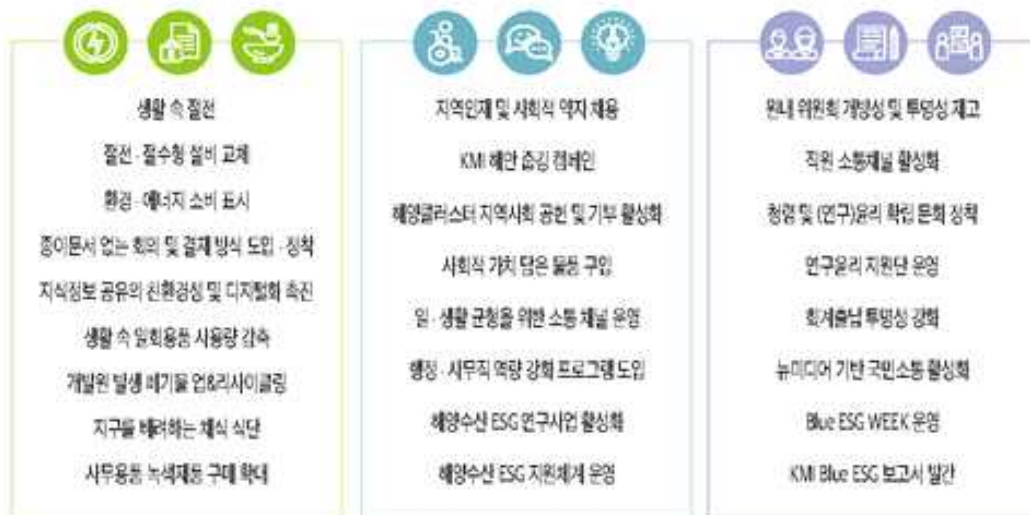 생활 속 절전
절전 · 절수형 설비 교체
환경 · 에너지 소비 표시
종이문서 없는 회의 및 결재 방식 도입 · 정착
지식정보 공유의 친환경성 및 디지털화 촉진
생활 속 일회용품 사용량 감축
개발원 발생 폐기물 업&리사이클링
지구를 배려하는 채식 식단
사무용품 녹색제품 구매 확대
지역인재 및 사회적 약자 채용
KMI 해안 줍깅 캠페인
해양클러스터 지역사회 공헌 및 기부 활성화
사회적 가치 담은 물품 구입
일 · 생활 균형을 위한 소통 채널 운영
행정 · 사무직 역량 강화 프로그램 도입
해양수산 ESG 연구사업 활성화
해양수산 ESG 지원체계 운영
원내 위원회 개방성 및 투명성 제고
직원 소통채널 활성화
청렴 및 (연구)윤리 확립 문화 정착
연구윤리 지원단 운영
회계출납 투명성 강화
뉴미디어 기반 국민소통 활성화
Blue ESG WEEK 운영
KMI Blue ESG 보고서 발간